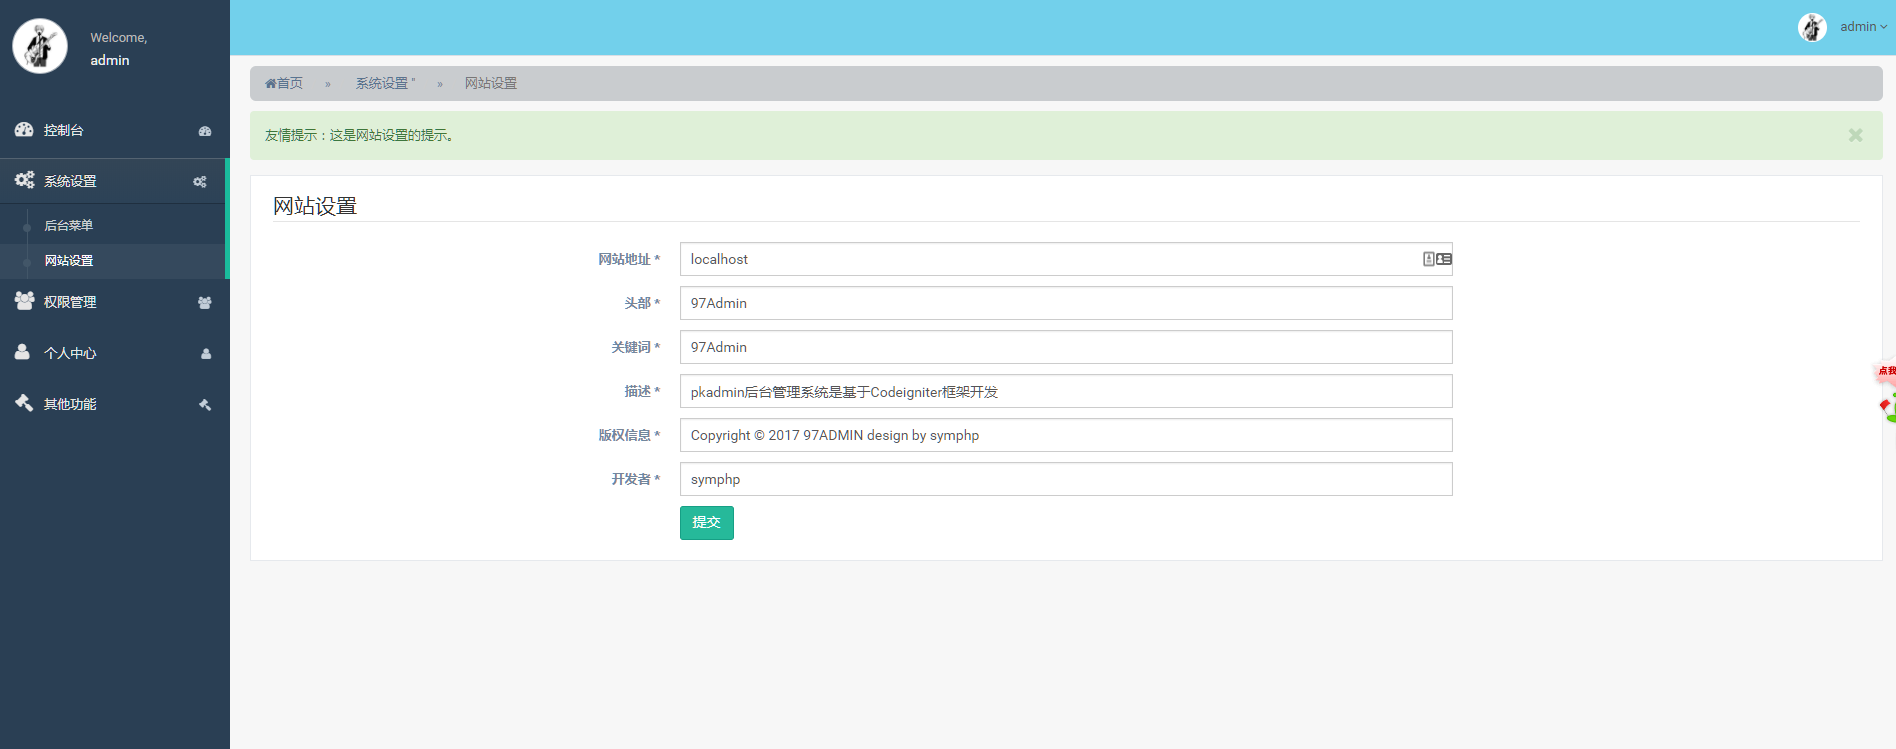 Welcome,
admin
admin
控制台
系统设置
后台菜单
网站设置
权限管理
个人中心
其他功能
首页 » 系统设置 " » 网站设置
友情提示：这是网站设置的提示。
网站设置
网站地址 * localhost
头部 * 97Admin
关键词 * 97Admin
描述 * pkadmin后台管理系统是基于Codeigniter框架开发
版权信息 * Copyright © 2017 97ADMIN design by symphp
开发者 * symphp
提交
点我